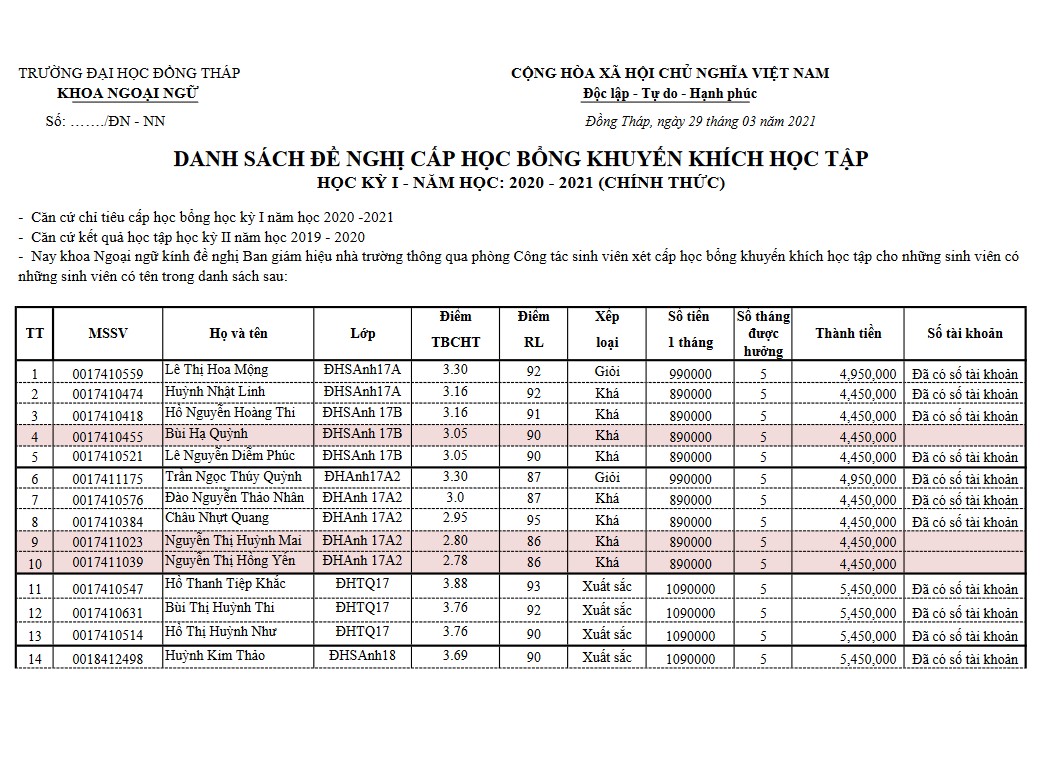 TRƯỜNG ĐẠI HỌC ĐỒNG THÁP
CỘNG HÒA XÃ HỘI CHỦ NGHĨA VIỆT NAM
KHOA NGOẠI NGỮ
Độc lập - Tự do - Hạnh phúc
Số: ……./ĐN - NN
Đồng Tháp, ngày 29 tháng 03 năm 2021
DANH SÁCH ĐỀ NGHỊ CẤP HỌC BỔNG KHUYẾN KHÍCH HỌC TẬP
HỌC KỲ I - NĂM HỌC: 2020 - 2021 (CHÍNH THỨC)
- Căn cứ chỉ tiêu cấp học bổng học kỳ I năm học 2020 -2021
- Căn cứ kết quả học tập học kỳ II năm học 2019 - 2020
- Nay khoa Ngoại ngữ kính đề nghị Ban giám hiệu nhà trường thông qua phòng Công tác sinh viên xét cấp học bổng khuyến khích học tập cho những sinh viên có
những sinh viên có tên trong danh sách sau:
TT MSSV Họ và tên Lớp Điểm TBCHT Điểm RL Xếp loại Số tiền 1 tháng Số tháng được hưởng Thành tiền Số tài khoản
1 0017410559 Lê Thị Hoa Mộng ĐHSAnh17A 3.30 92 Giỏi 990000 5 4,950,000 Đã có số tài khoản
2 0017410474 Huỳnh Nhật Linh ĐHSAnh17A 3.16 92 Khá 890000 5 4,450,000 Đã có số tài khoản
3 0017410418 Hồ Nguyễn Hoàng Thi ĐHSAnh 17B 3.16 91 Khá 890000 5 4,450,000 Đã có số tài khoản
4 0017410455 Bùi Hạ Quỳnh ĐHSAnh 17B 3.05 90 Khá 890000 5 4,450,000
5 0017410521 Lê Nguyễn Diễm Phúc ĐHSAnh 17B 3.05 90 Khá 890000 5 4,450,000 Đã có số tài khoản
6 0017411175 Trần Ngọc Thúy Quỳnh ĐHAnh17A2 3.30 87 Giỏi 990000 5 4,950,000 Đã có số tài khoản
7 0017410576 Đào Nguyễn Thảo Nhân ĐHAnh 17A2 3.0 87 Khá 890000 5 4,450,000 Đã có số tài khoản
8 0017410384 Châu Nhựt Quang ĐHAnh 17A2 2.95 95 Khá 890000 5 4,450,000 Đã có số tài khoản
9 0017411023 Nguyễn Thị Huỳnh Mai ĐHAnh 17A2 2.80 86 Khá 890000 5 4,450,000
10 0017411039 Nguyễn Thị Hồng Yến ĐHAnh 17A2 2.78 86 Khá 890000 5 4,450,000
11 0017410547 Hồ Thanh Tiệp Khắc ĐHTQ17 3.88 93 Xuất sắc 1090000 5 5,450,000 Đã có số tài khoản
12 0017410631 Bùi Thị Huỳnh Thi ĐHTQ17 3.76 92 Xuất sắc 1090000 5 5,450,000 Đã có số tài khoản
13 0017410514 Hồ Thị Huỳnh Như ĐHTQ17 3.76 90 Xuất sắc 1090000 5 5,450,000 Đã có số tài khoản
14 0018412498 Huỳnh Kim Thảo ĐHSAnh18 3.69 90 Xuất sắc 1090000 5 5,450,000 Đã có số tài khoản